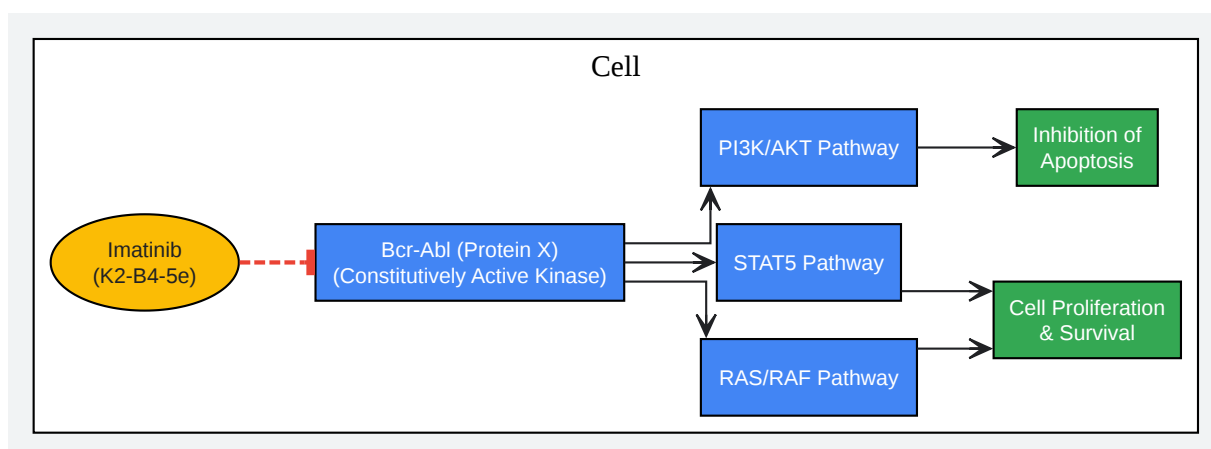 Cell
Imatinib
(K2-B4-5e)
Bcr-Abl (Protein X)
(Constitutively Active Kinase)
PI3K/AKT Pathway
STAT5 Pathway
RAS/RAF Pathway
Inhibition of
Apoptosis
Cell Proliferation
& Survival